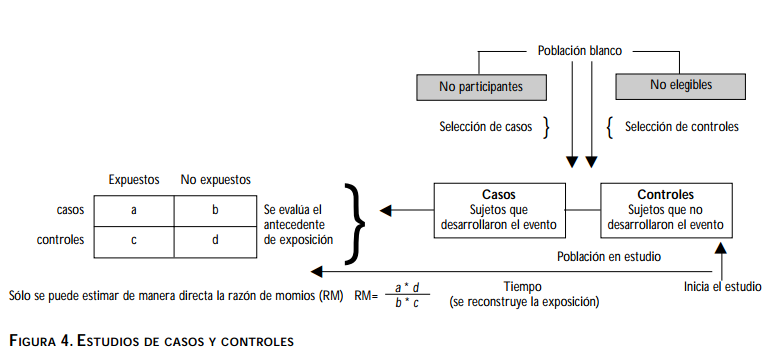 Población blanco
No participantes
No elegibles
Selección de casos }
{ Selección de controles
Expuestos No expuestos
casos a b
controles c d
Se evalúa el
antecedente
de exposición
}
Casos
Sujetos que
desarrollaron el evento
Controles
Sujetos que no
desarrollaron el evento
Población en estudio
Inicia el estudio
Tiempo
(se reconstruye la exposición)
Sólo se puede estimar de manera directa la razón de momios (RM) RM= a * d
b * c
FIGURA 4. ESTUDIOS DE CASOS Y CONTROLES